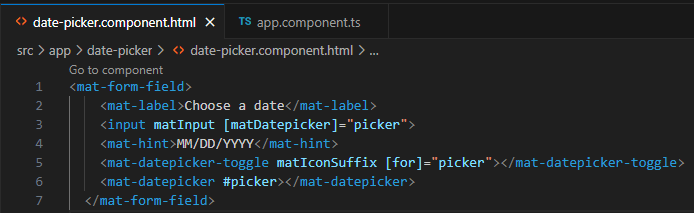 <> date-picker.component.html ×
TS app.component.ts
src > app > date-picker > <> date-picker.component.html > ...
Go to component
1 <mat-form-field>
2 <mat-label>Choose a date</mat-label>
3 <input matInput [matDatepicker]="picker">
4 <mat-hint>MM/DD/YYYY</mat-hint>
5 <mat-datepicker-toggle matIconSuffix [for]="picker"></mat-datepicker-toggle>
6 <mat-datepicker #picker></mat-datepicker>
7 </mat-form-field>